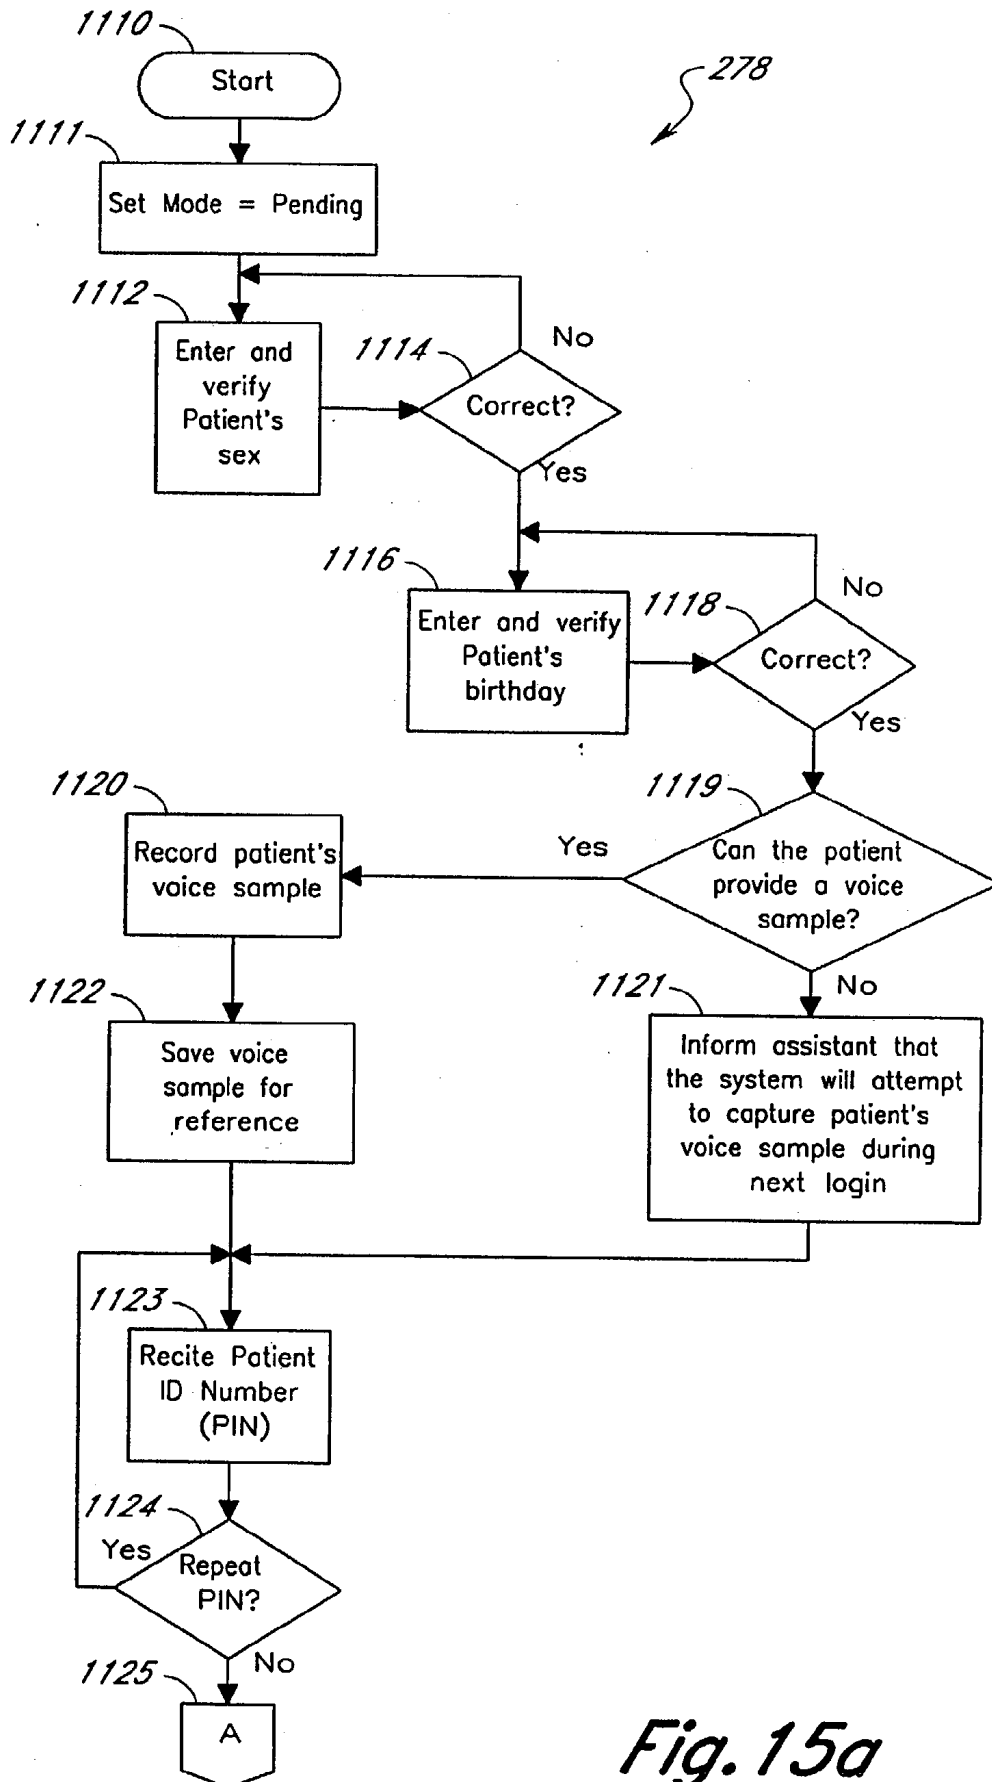 1110
Start
278
1111
Set Mode = Pending
1112
Enter and
verify
Patient's
sex
1114
No
Correct?
Yes
1116
Enter and verify
Patient's
birthday
1118
No
Correct?
Yes
1119
Can the patient
provide a voice
sample?
Yes
1120
Record patient's
voice sample
No
1121
Inform assistant that
the system will attempt
to capture patient's
voice sample during
next login
1122
Save voice
sample for
reference
1123
Recite Patient
ID Number
(PIN)
1124
Yes
Repeat
PIN?
No
1125
A
Fig. 15a